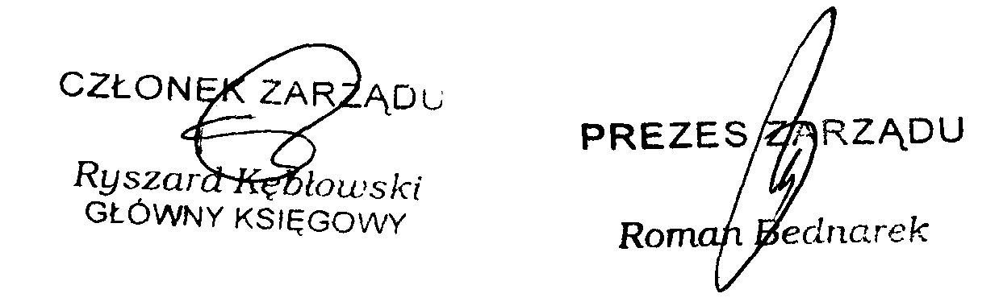 CZŁONEK ZARZĄDU
Ryszard Kębłowski
GŁÓWNY KSIĘGOWY
PREZES ZARZĄDU
Roman Bednarek